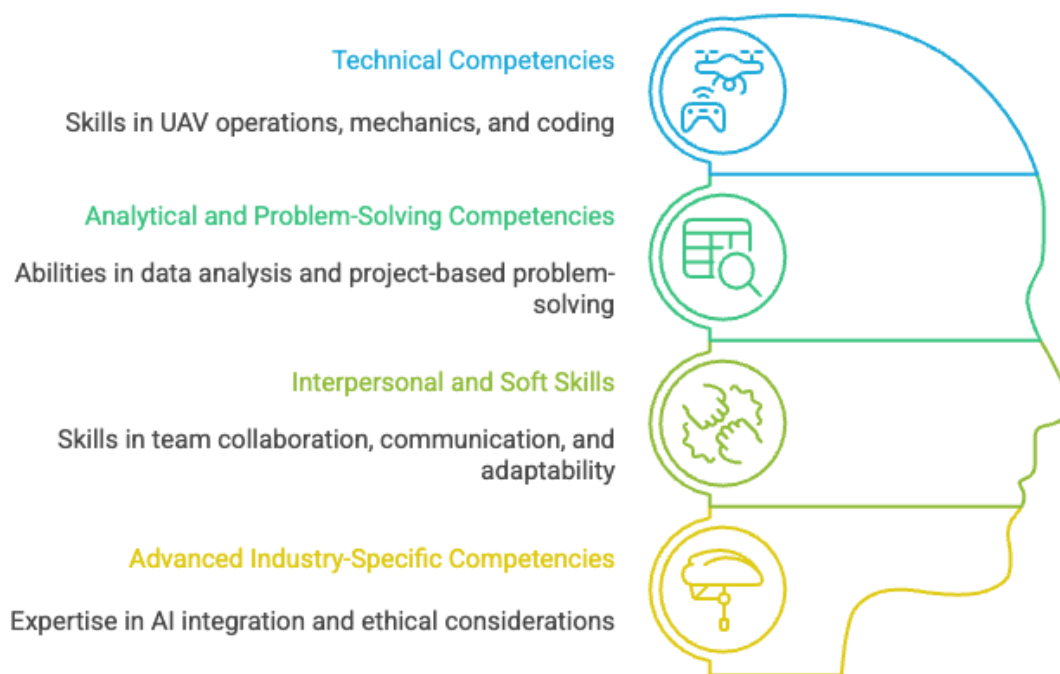 Technical Competencies
Skills in UAV operations, mechanics, and coding
Analytical and Problem-Solving Competencies
Abilities in data analysis and project-based problem-
solving
Interpersonal and Soft Skills
Skills in team collaboration, communication, and
adaptability
Advanced Industry-Specific Competencies
Expertise in AI integration and ethical considerations